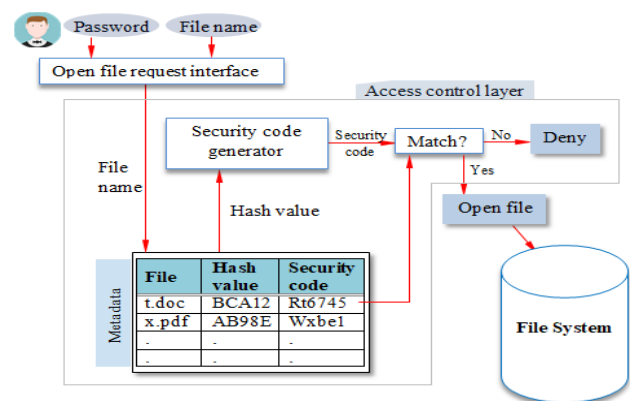 Password
File name
Open file request interface
Access control layer
Security code
generator
Security
code
Match?
No
Deny
Yes
File
name
Hash value
Open file
Metadata
File Hash value Security code
t.doc BCA12 Rt6745
x.pdf AB98E Wxbe1
. . .
. . .
File System